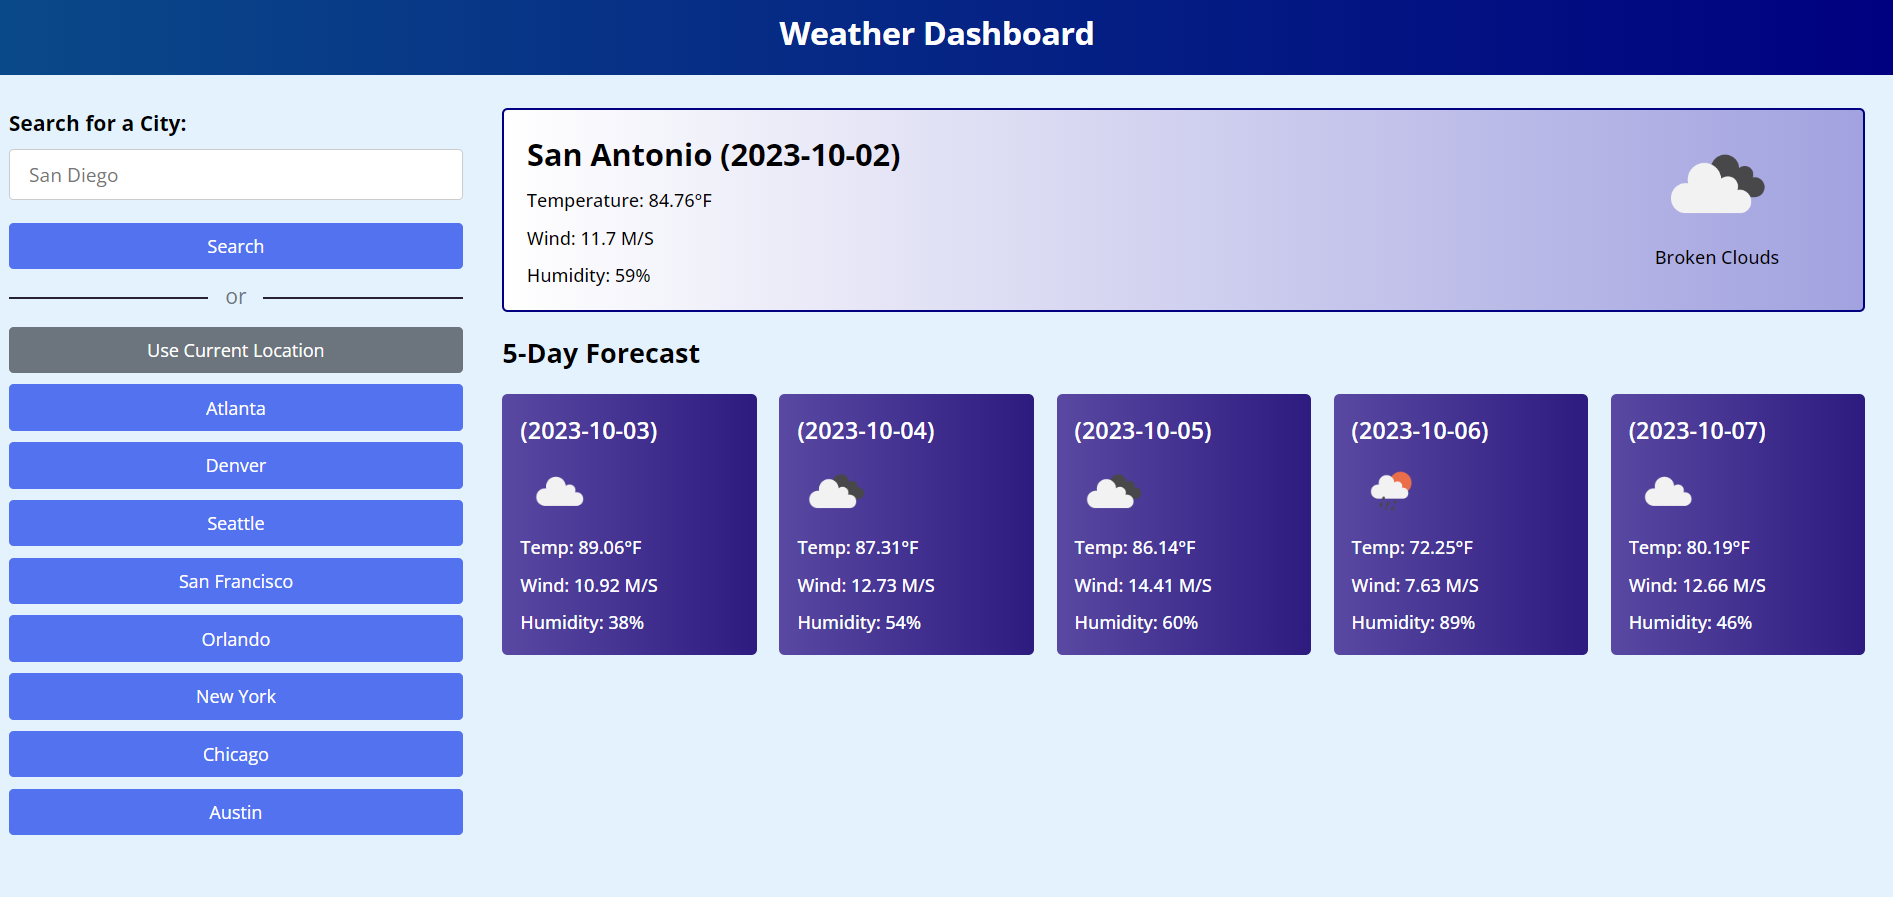 Weather Dashboard
Search for a City:
San Diego
Search
or
Use Current Location
Atlanta
Denver
Seattle
San Francisco
Orlando
New York
Chicago
Austin
San Antonio (2023-10-02)
Temperature: 84.76°F
Wind: 11.7 M/S
Humidity: 59%
Broken Clouds
5-Day Forecast
(2023-10-03)
Temp: 89.06°F
Wind: 10.92 M/S
Humidity: 38%
(2023-10-04)
Temp: 87.31°F
Wind: 12.73 M/S
Humidity: 54%
(2023-10-05)
Temp: 86.14°F
Wind: 14.41 M/S
Humidity: 60%
(2023-10-06)
Temp: 72.25°F
Wind: 7.63 M/S
Humidity: 89%
(2023-10-07)
Temp: 80.19°F
Wind: 12.66 M/S
Humidity: 46%